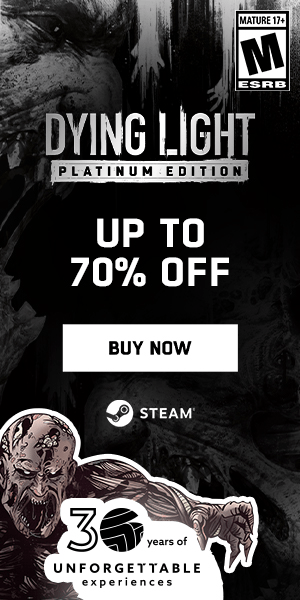 MATURE 17+
M
ESRB
DYING LIGHT
PLATINUM EDITION
UP TO
70% OFF
BUY NOW
STEAM
30 years of
UNFORGETTABLE
experiences